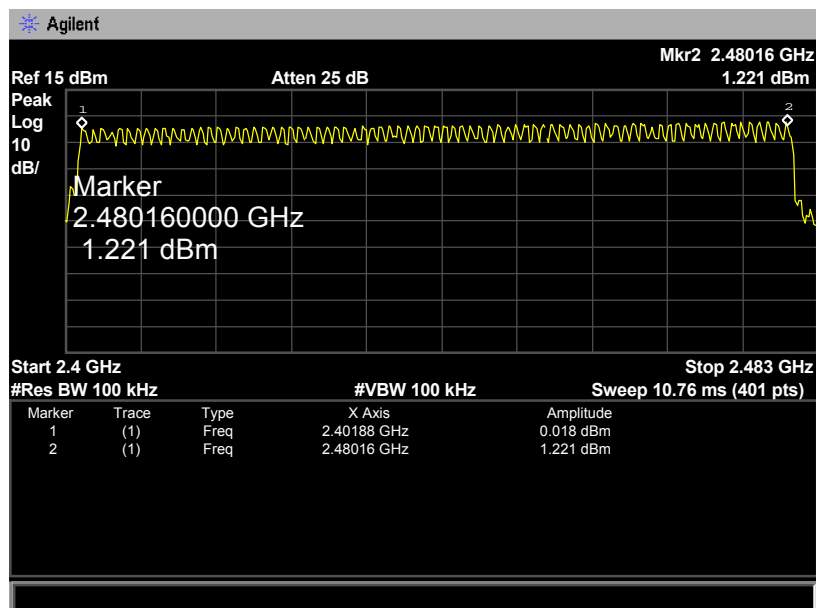 Agilent
Mkr2 2.48016 GHz
Ref 15 dBm Atten 25 dB 1.221 dBm
Peak
Log
10
dB/
1
2
Marker
2.480160000 GHz
1.221 dBm
Start 2.4 GHz Stop 2.483 GHz
#Res BW 100 kHz #VBW 100 kHz Sweep 10.76 ms (401 pts)
Marker Trace Type X Axis Amplitude
1 (1) Freq 2.40188 GHz 0.018 dBm
2 (1) Freq 2.48016 GHz 1.221 dBm